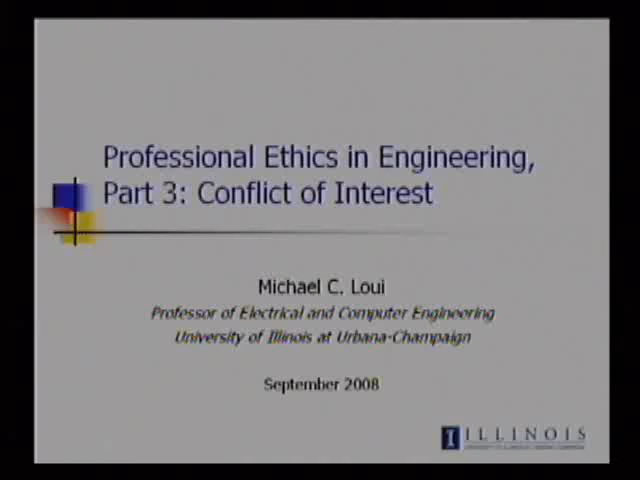 Professional Ethics in Engineering,
Part 3: Conflict of Interest
Michael C. Loui
Professor of Electrical and Computer Engineering
University of Illinois at Urbana-Champaign
September 2008
I ILLINOIS